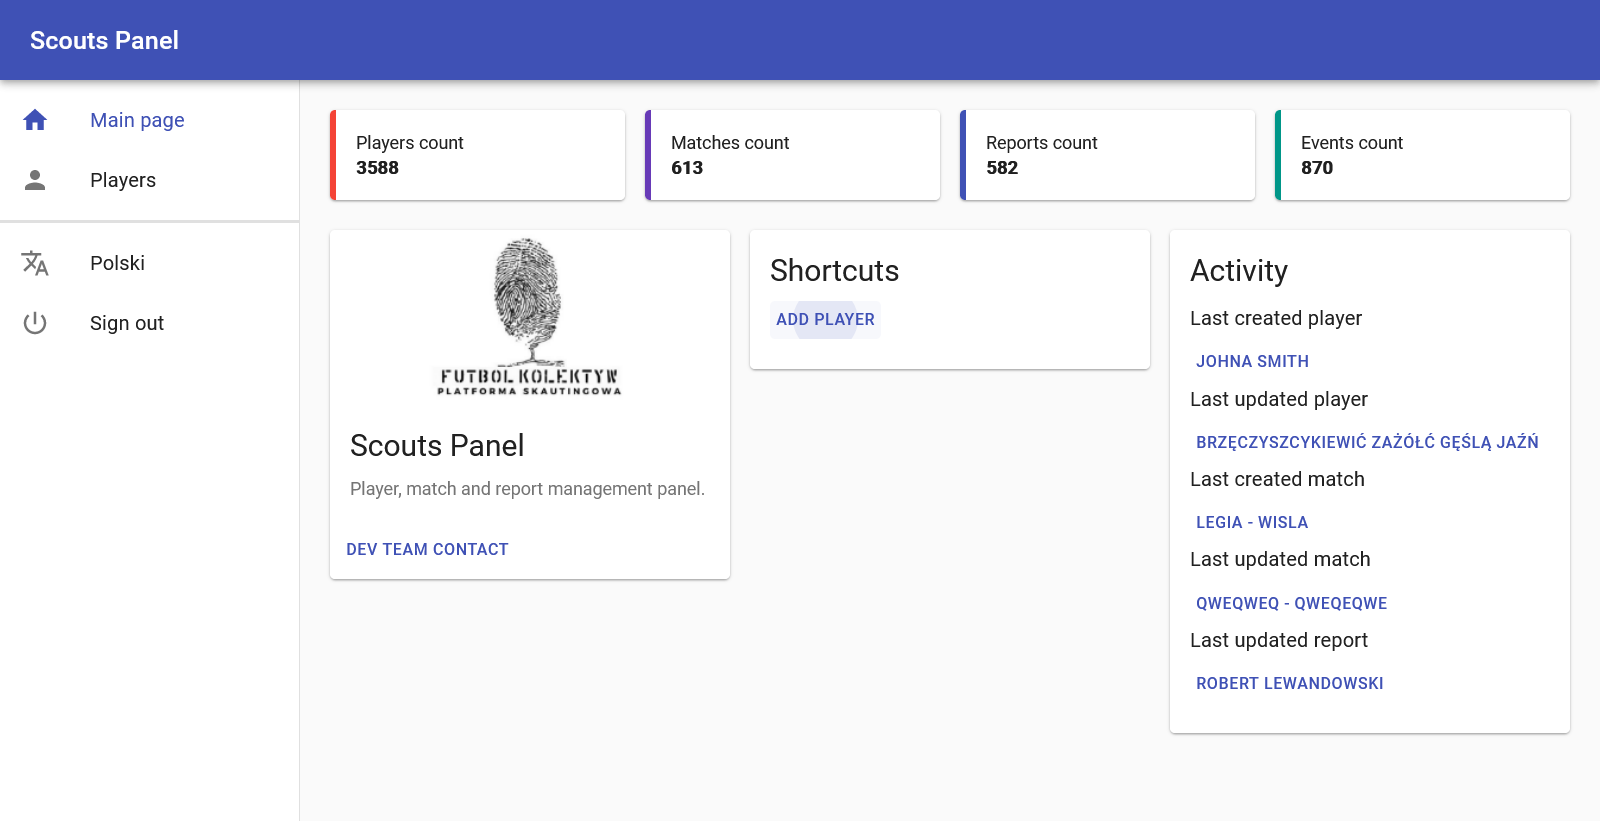 Scouts Panel
Main page
Players
Polski
Sign out
Players count
3588
Matches count
613
Reports count
582
Events count
870
FUTBOL KOLEKTYW
PLATFORMA SKAUTINGOWA
Scouts Panel
Player, match and report management panel.
DEV TEAM CONTACT
Shortcuts
ADD PLAYER
Activity
Last created player
JOHNA SMITH
Last updated player
BRZĘCZYSZCYKIEWIĆ ZAŻÓŁĆ GĘŚLĄ JAŹŃ
Last created match
LEGIA - WISLA
Last updated match
QWEQWEQ - QWEQEQWE
Last updated report
ROBERT LEWANDOWSKI